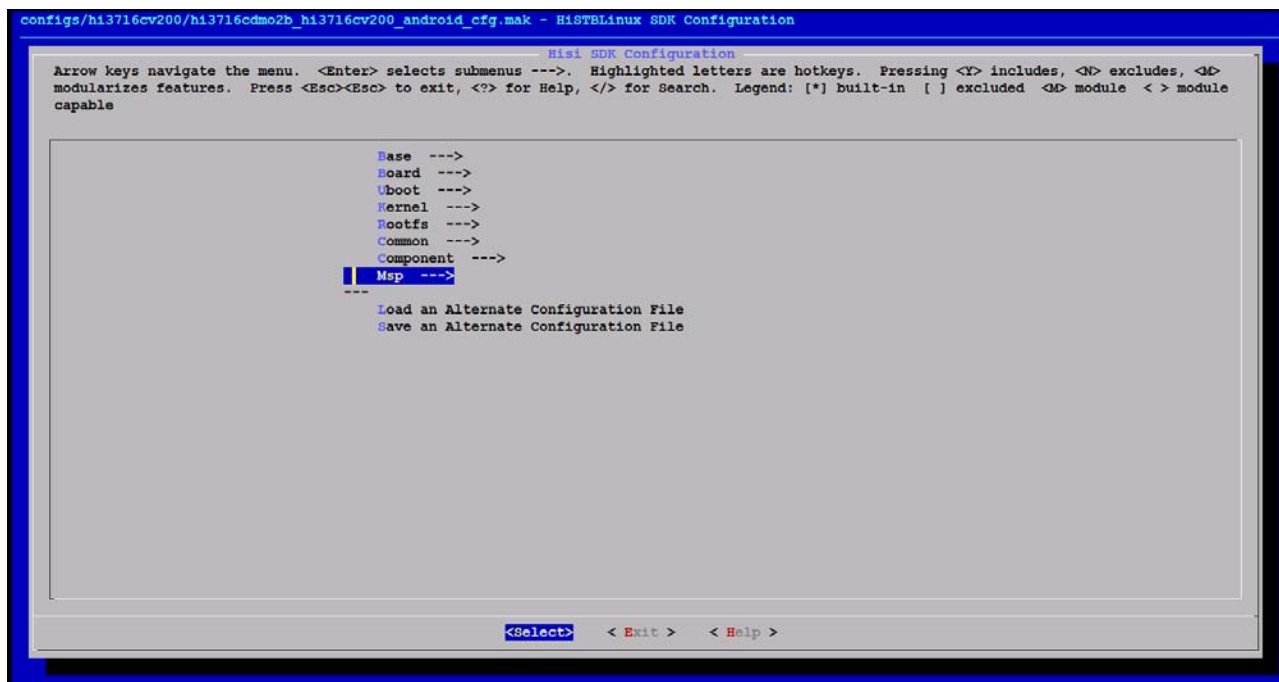 configs/hi3716cv200/hi3716cdmo2b_hi3716cv200_android_cfg.mak - HiSTBLinux SDK Configuration
Hisi SDK Configuration
Arrow keys navigate the menu. <Enter> selects submenus --->. Highlighted letters are hotkeys. Pressing <Y> includes, <N> excludes, <M>
modularizes features. Press <Esc><Esc> to exit, <?> for Help, </> for Search. Legend: [*] built-in [ ] excluded <M> module < > module
capable
Base --->
Board --->
Uboot --->
Kernel --->
Rootfs --->
Common --->
Component --->
Msp --->
---
Load an Alternate Configuration File
Save an Alternate Configuration File
<Select> < Exit > < Help >